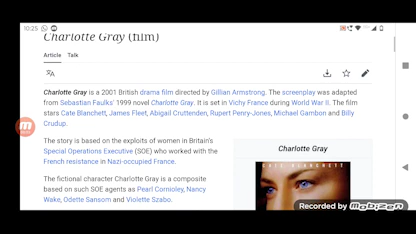 10:25
Charlotte Gray (film)
Article Talk
Charlotte Gray is a 2001 British drama film directed by Gillian Armstrong. The screenplay was adapted
from Sebastian Faulks' 1999 novel Charlotte Gray. It is set in Vichy France during World War II. The film
stars Cate Blanchett, James Fleet, Abigail Cruttenden, Rupert Penry-Jones, Michael Gambon and Billy
Crudup.
The story is based on the exploits of women in Britain's
Special Operations Executive (SOE) who worked with the
French resistance in Nazi-occupied France.
Charlotte Gray
The fictional character Charlotte Gray is a composite
based on such SOE agents as Pearl Cornioley, Nancy
Wake, Odette Sansom and Violette Szabo.
CATE BLANCHETT
Recorded by MOBIZEN